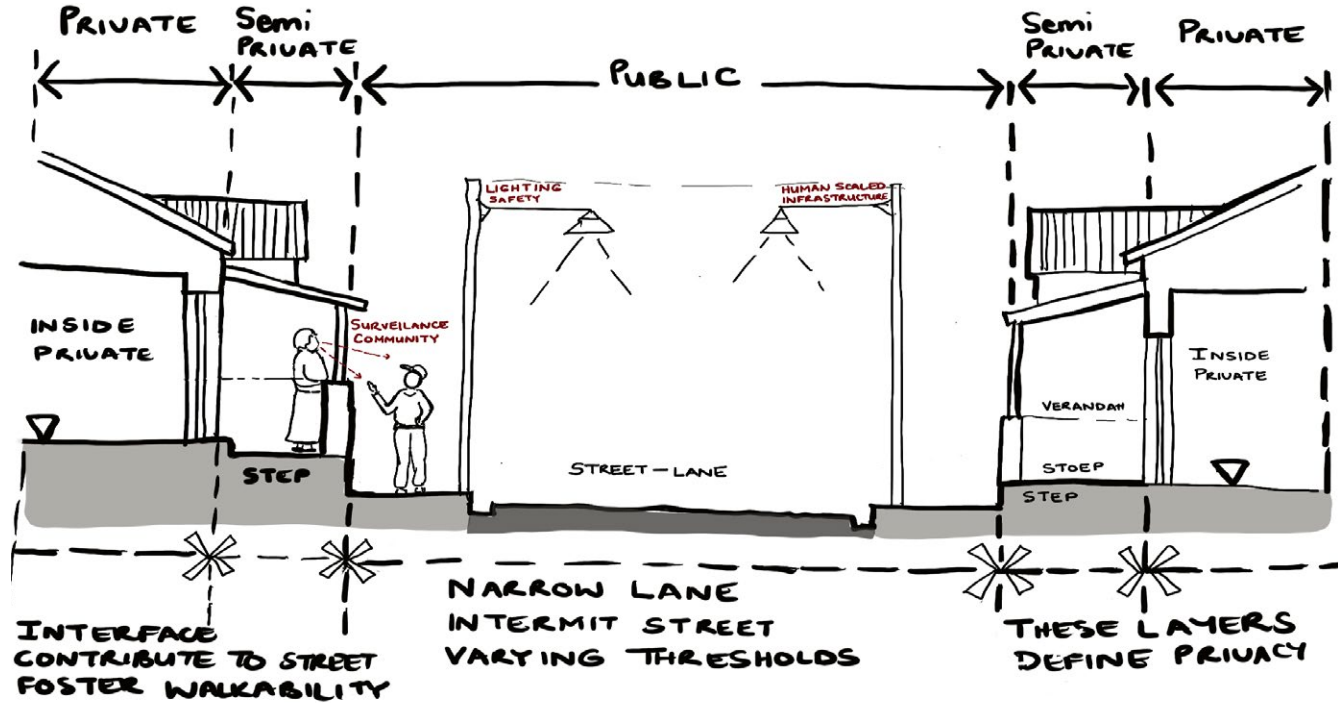 PRIVATE
Semi
PRIVATE
PUBLIC
Semi
PRIVATE
PRIVATE
LIGHTING
SAFETY
HUMAN SCALED
INFRASTRUCTURE
INSIDE
PRIVATE
SURVEILANCE
COMMUNITY
INSIDE
PRIVATE
VERANDAH
STEP
STREET-LANE
STOEP
STEP
INTERFACE
CONTRIBUTE TO STREET
FOSTER WALKABILITY
NARROW LANE
INTERMIT STREET
VARYING THRESHOLDS
THESE LAYERS
DEFINE PRIVACY